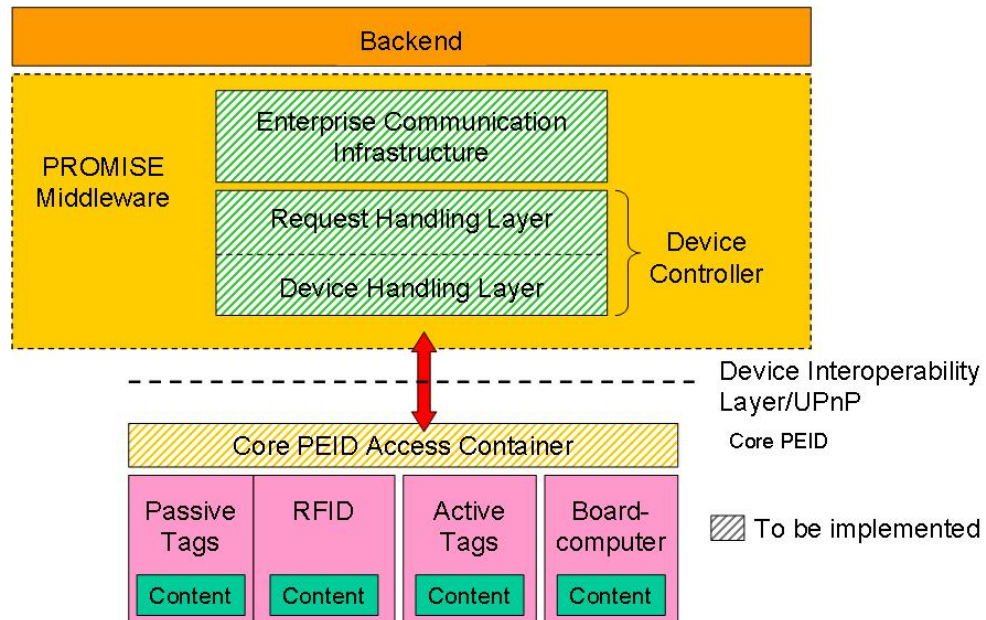 Backend
Enterprise Communication
Infrastructure
PROMISE
Middleware
Request Handling Layer
Device
Controller
Device Handling Layer
Device Interoperability
Layer/UPnP
Core PEID Access Container
Core PEID
Passive
Tags
RFID
Active
Tags
Board-
computer
To be implemented
Content
Content
Content
Content